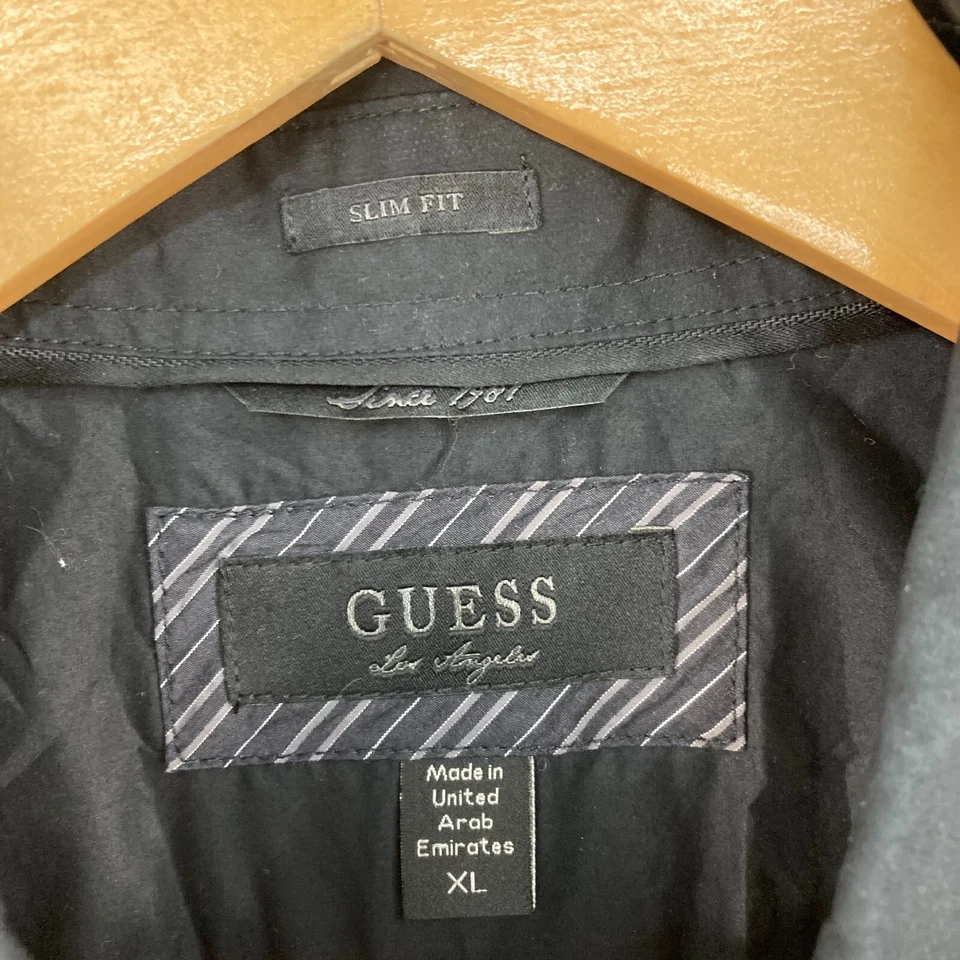 SLIM FIT
Since 1981
GUESS
Los Angeles
Made in
United
Arab
Emirates
XL